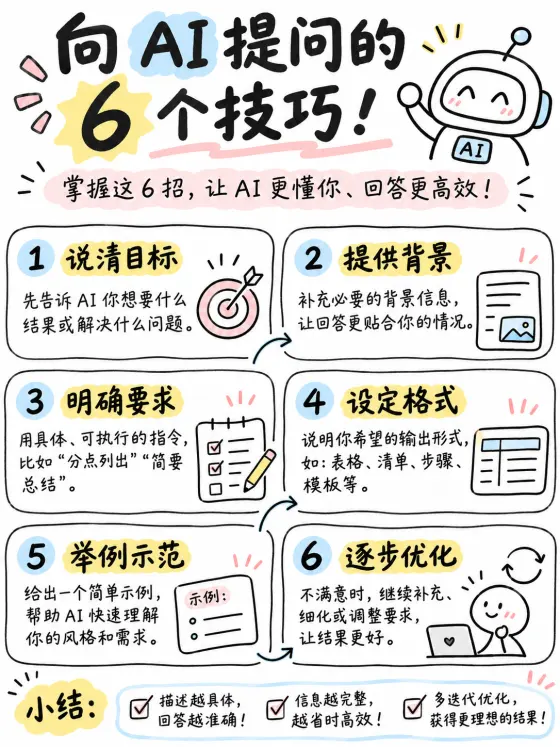 向 AI 提问的
6 个技巧！
AI
掌握这 6 招，让 AI 更懂你、回答更高效！
1 说清目标
先告诉 AI 你想要什么
结果或解决什么问题。
2 提供背景
补充必要的背景信息，
让回答更贴合你的情况。
3 明确要求
用具体、可执行的指令，
比如“分点列出”“简要
总结”。
4 设定格式
说明你希望的输出形式，
如：表格、清单、步骤、
模板等。
5 举例示范
给出一个简单示例，
帮助 AI 快速理解
你的风格和需求。
示例：
6 逐步优化
不满意时，继续补充、
细化或调整要求，
让结果更好。
小结：
描述越具体，
回答越准确！
信息越完整，
越省时高效！
多迭代优化，
获得更理想的结果！